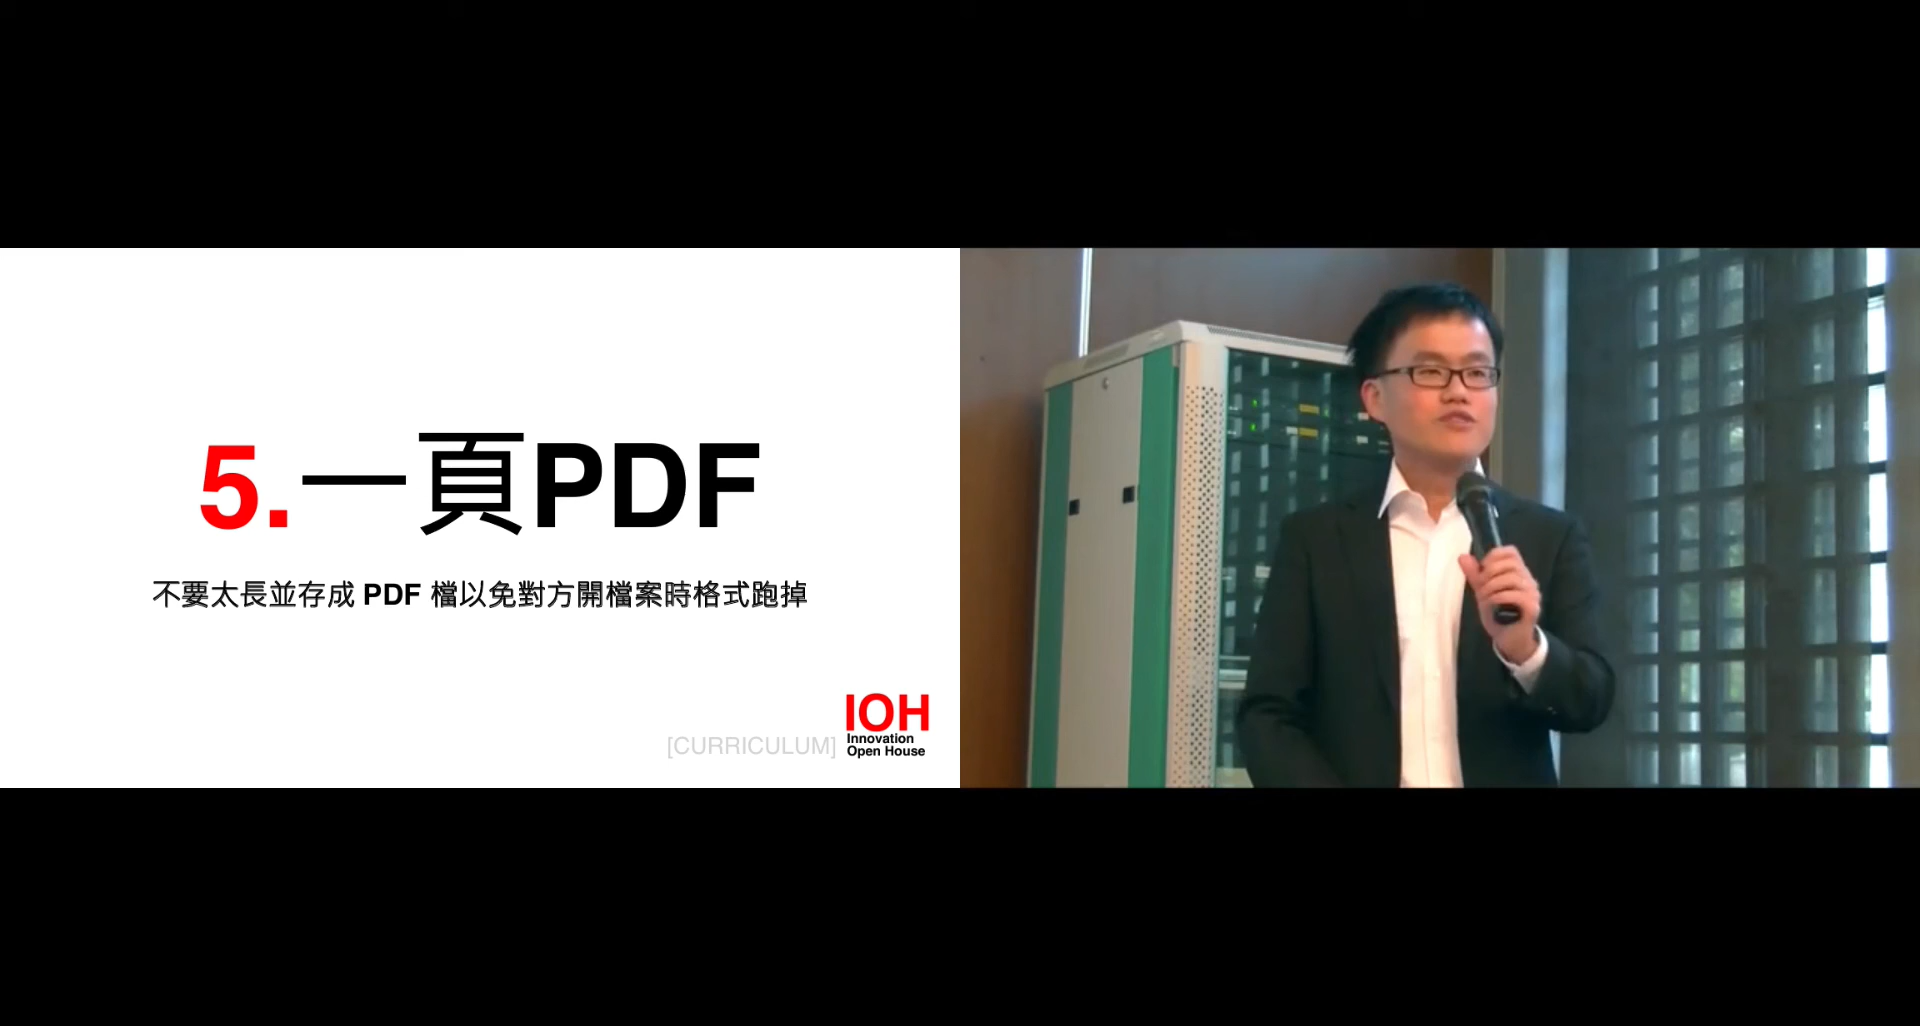 5.一頁PDF
不要太長並存成 PDF 檔以免對方開檔案時格式跑掉
[CURRICULUM]
IOH
Innovation
Open House